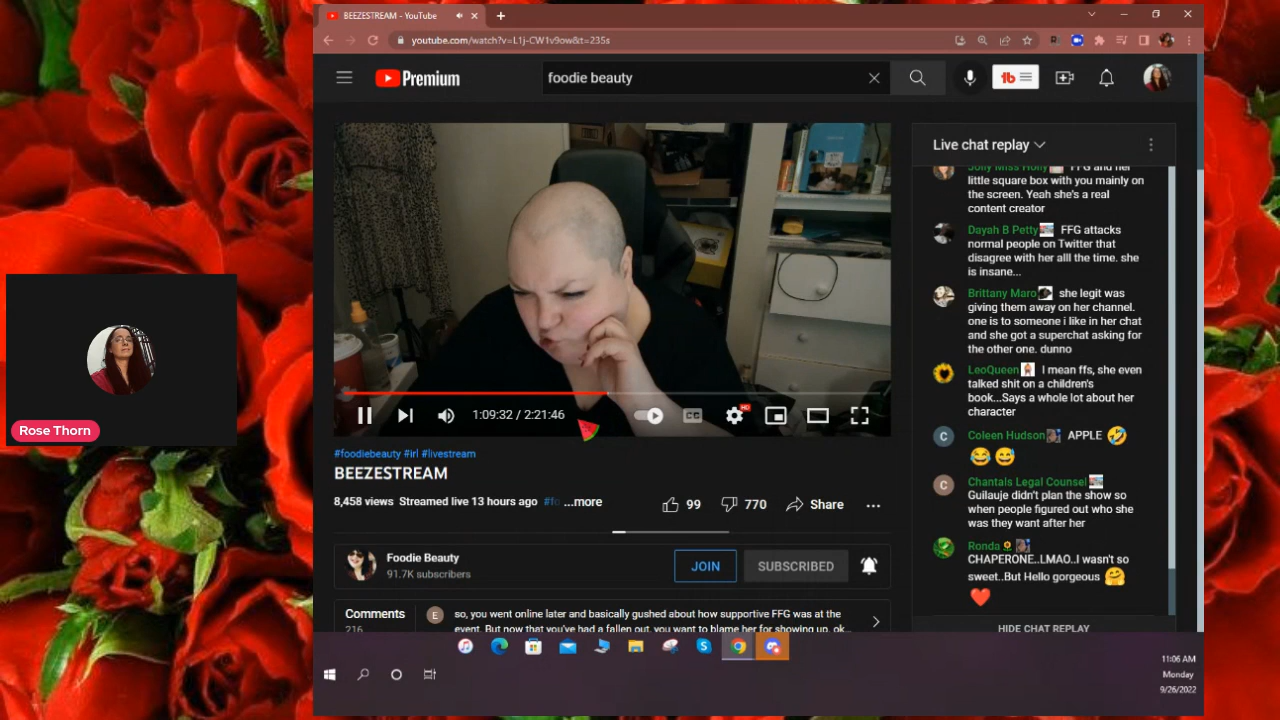 BEEZESTREAM - YouTube
youtube.com/watch?v=L1j-CW1v9ow&t=235s
Premium
foodie beauty
Live chat replay
Jolly Miss Holly FFG and her
little square box with you mainly on
the screen. Yeah she's a real
content creator
Dayah B Petty FFG attacks
normal people on Twitter that
disagree with her alll the time. she
is insane...
Brittany Maro she legit was
giving them away on her channel.
one is to someone i like in her chat
and she got a superchat asking for
the other one. dunno
LeoQueen I mean ffs, she even
talked shit on a children's
book...Says a whole lot about her
character
C Coleen Hudson APPLE 🤣
😂😅
C Chantals Legal Counsel
Guilauje didn't plan the show so
when people figured out who she
was they want after her
Ronda
CHAPERONE..LMAO..I wasn't so
sweet..But Hello gorgeous 🤗
❤️
HIDE CHAT REPLAY
1:09:32 / 2:21:46
CC
HD
#foodiebeauty #irl #livestream
BEEZESTREAM
8,458 views Streamed live 13 hours ago #fo ...more
99 770 Share
Foodie Beauty
91.7K subscribers
JOIN SUBSCRIBED
Comments
216
E so, you went online later and basically gushed about how supportive FFG was at the
event. But now that you've had a fallen out, you want to blame her for showing up. ok...
Rose Thorn
11:06 AM
Monday
9/26/2022